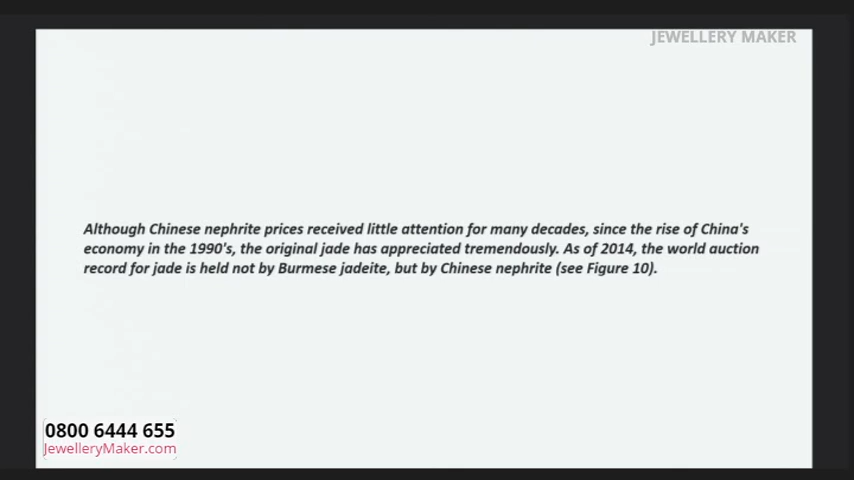 JEWELLERY MAKER
Although Chinese nephrite prices received little attention for many decades, since the rise of China's
economy in the 1990's, the original jade has appreciated tremendously. As of 2014, the world auction
record for jade is held not by Burmese jadeite, but by Chinese nephrite (see Figure 10).
0800 6444 655
JewelleryMaker.com